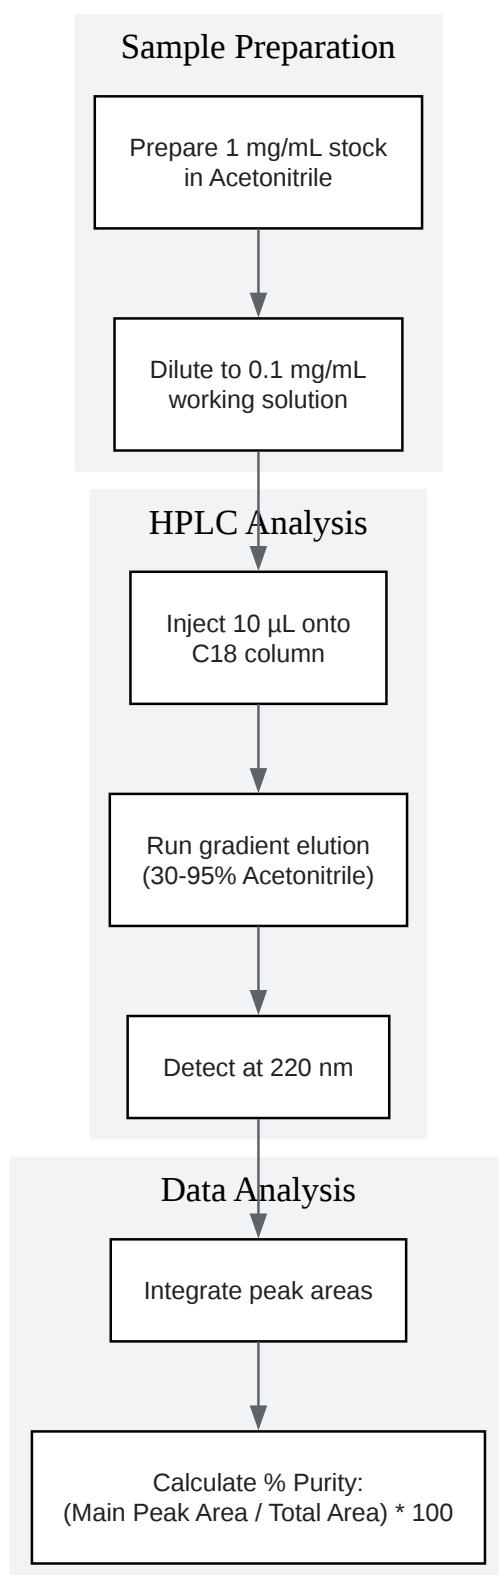 Sample Preparation
Prepare 1 mg/mL stock
in Acetonitrile
Dilute to 0.1 mg/mL
working solution
HPLC Analysis
Inject 10 µL onto
C18 column
Run gradient elution
(30-95% Acetonitrile)
Detect at 220 nm
Data Analysis
Integrate peak areas
Calculate % Purity:
(Main Peak Area / Total Area) * 100